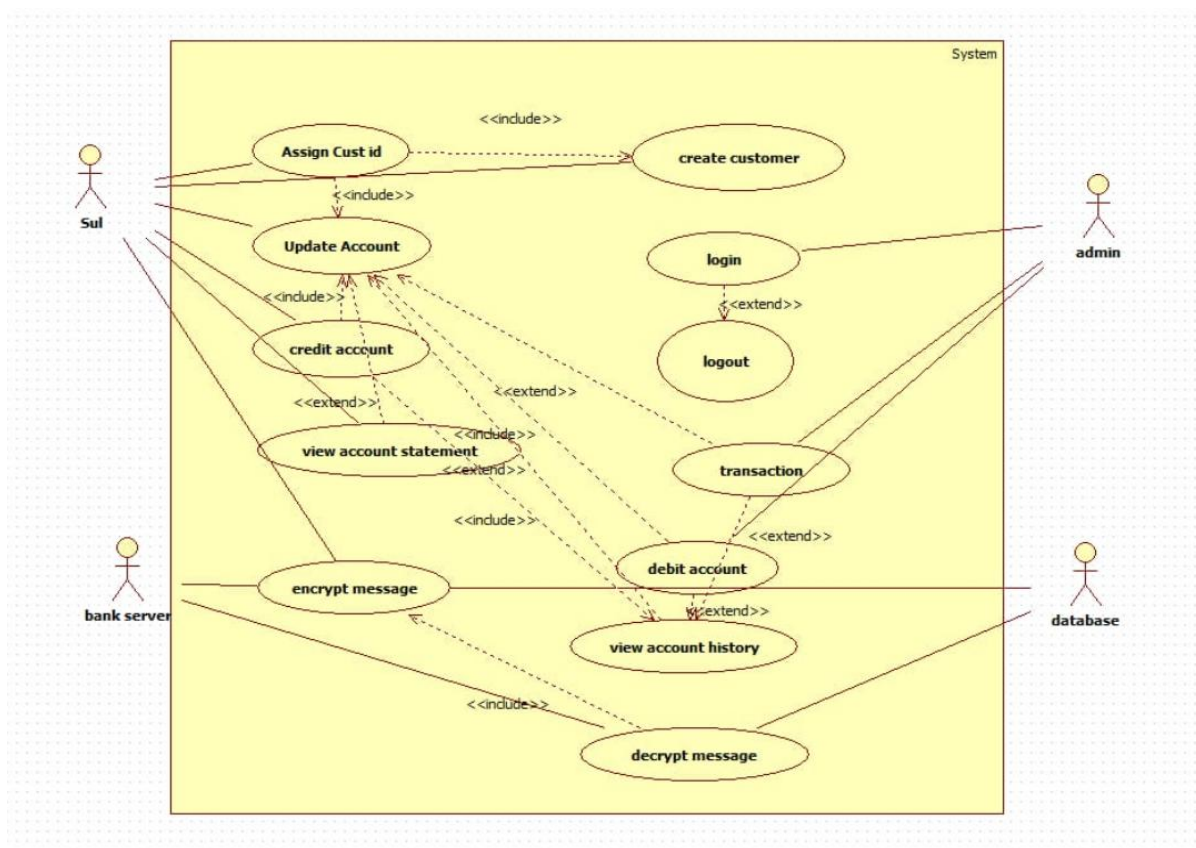 System
<<include>>
Assign Cust id
create customer
<<include>>
Sul
Update Account
login
admin
<<include>>
<<extend>>
credit account
logout
<<extend>>
<<extend>>
<<include>>
view account statement
<<extend>>
transaction
<<include>>
<<extend>>
debit account
encrypt message
<<extend>>
bank server
database
view account history
<<include>>
decrypt message